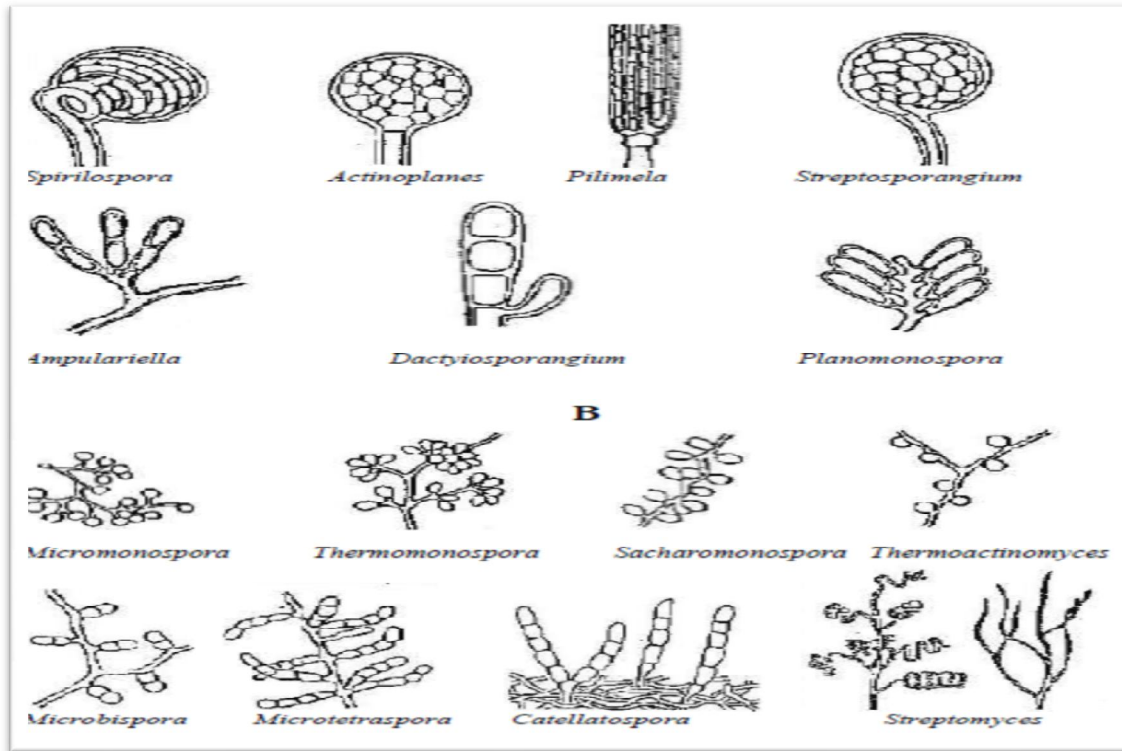 Spirilospora Actinoplanes Pilimela Streptosporangium
Ampulariella Dactyiosporangium Planomonospora
B
Micromonospora Thermomonospora Sacharomonospora Thermoactinomyces
Microbispora Microtetraspora Catellatospora Streptomyces